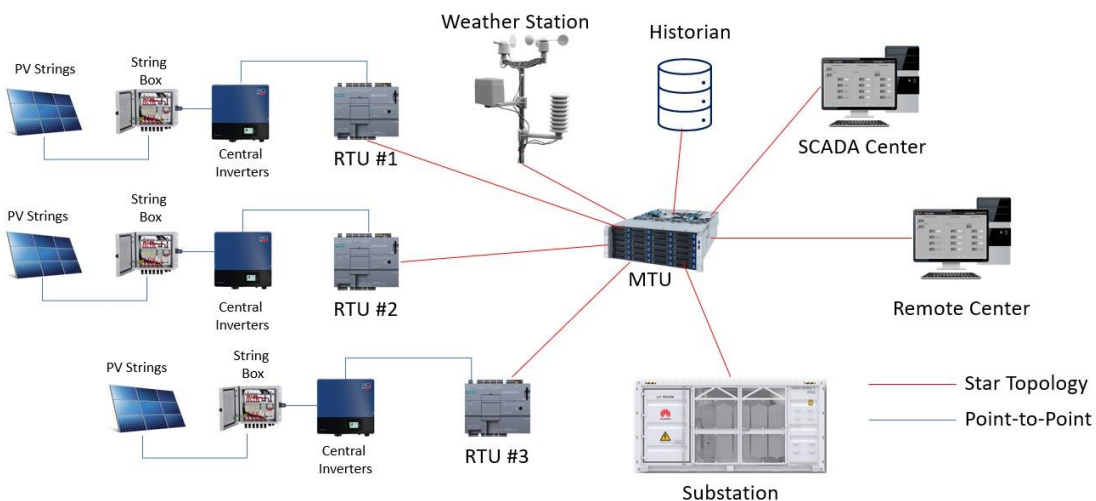 Weather Station
Historian
PV Strings
String
Box
Central
Inverters
RTU #1
SCADA Center
PV Strings
String
Box
Central
Inverters
RTU #2
MTU
Remote Center
PV Strings
String
Box
Central
Inverters
RTU #3
Substation
Star Topology
Point-to-Point